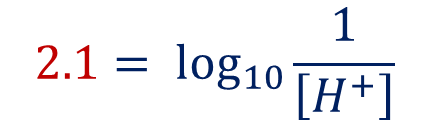 2.1 = log₁₀ 1/[H⁺]